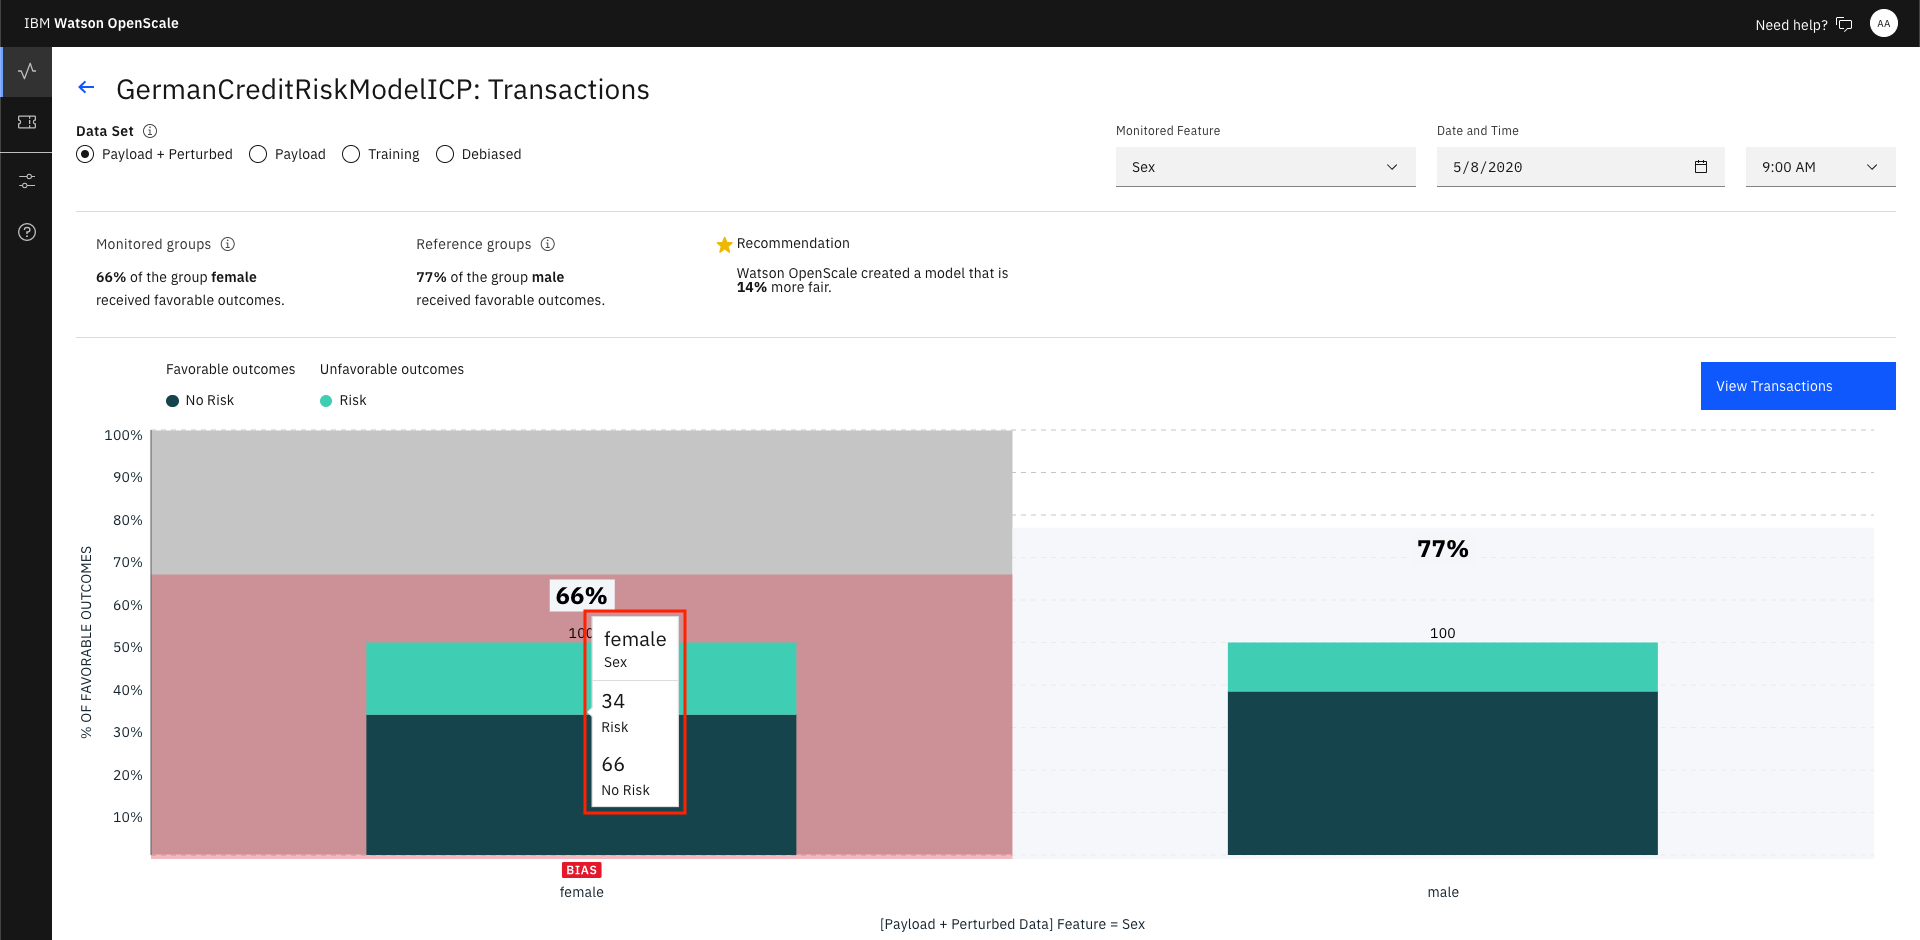 IBM Watson OpenScale
Need help?
AA
GermanCreditRiskModelICP: Transactions
Data Set
Payload + Perturbed
Payload
Training
Debiased
Monitored Feature
Sex
Date and Time
5/8/2020
9:00 AM
Monitored groups
66% of the group female
received favorable outcomes.
Reference groups
77% of the group male
received favorable outcomes.
Recommendation
Watson OpenScale created a model that is
14% more fair.
Favorable outcomes
No Risk
Unfavorable outcomes
Risk
View Transactions
% OF FAVORABLE OUTCOMES
100%
90%
80%
70%
60%
50%
40%
30%
20%
10%
66%
100
female
Sex
34
Risk
66
No Risk
77%
100
BIAS
female
male
[Payload + Perturbed Data] Feature = Sex